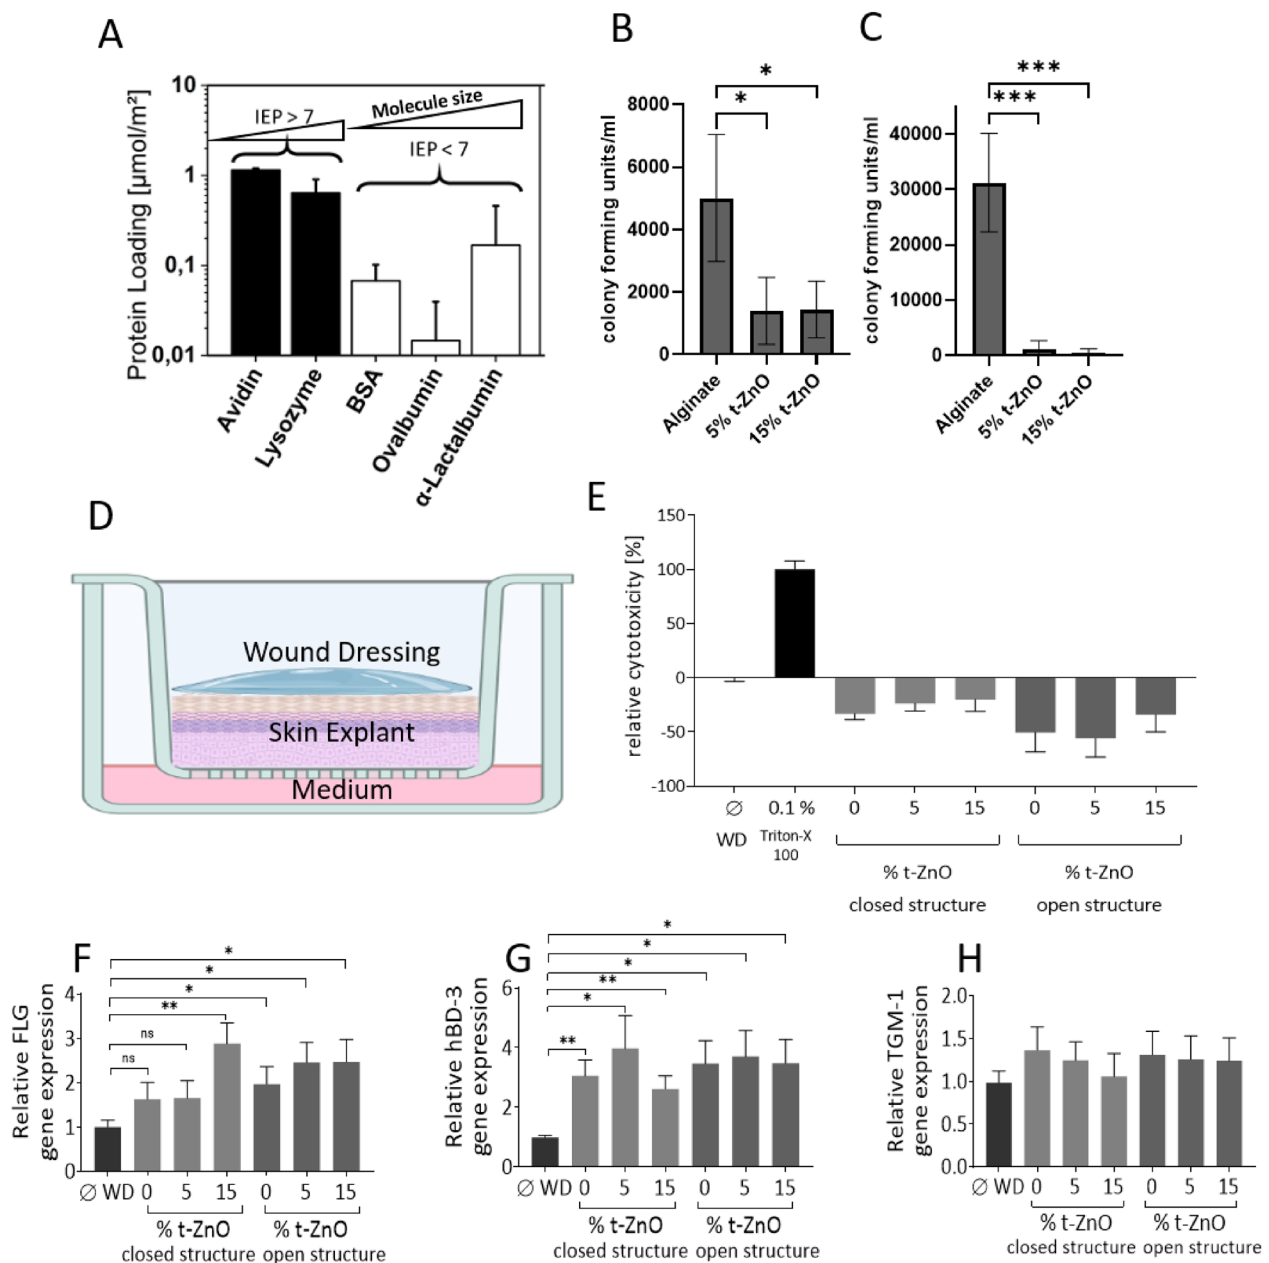 A
Protein Loading [µmol/m²]
10
1
0,1
0,01
IEP > 7
Molecule size
IEP < 7
Avidin
Lysozyme
BSA
Ovalbumin
α-Lactalbumin
B
colony forming units/ml
8000
6000
4000
2000
0
*
*
Alginate
5% t-ZnO
15% t-ZnO
C
colony forming units/ml
40000
30000
20000
10000
0
***
***
Alginate
5% t-ZnO
15% t-ZnO
D
Wound Dressing
Skin Explant
Medium
E
relative cytotoxicity [%]
150
100
50
0
-50
-100
∅ 0.1 % 0 5 15 0 5 15
WD Triton-X
100
% t-ZnO % t-ZnO
closed structure open structure
F
Relative FLG
gene expression
4
3
2
1
0
*
*
*
**
ns
ns
∅ WD 0 5 15 0 5 15
% t-ZnO % t-ZnO
closed structure open structure
G
Relative hBD-3
gene expression
6
4
2
0
*
*
*
**
*
**
∅ WD 0 5 15 0 5 15
% t-ZnO % t-ZnO
closed structure open structure
H
Relative TGM-1
gene expression
2.0
1.5
1.0
0.5
0.0
∅ WD 0 5 15 0 5 15
% t-ZnO % t-ZnO
closed structure open structure